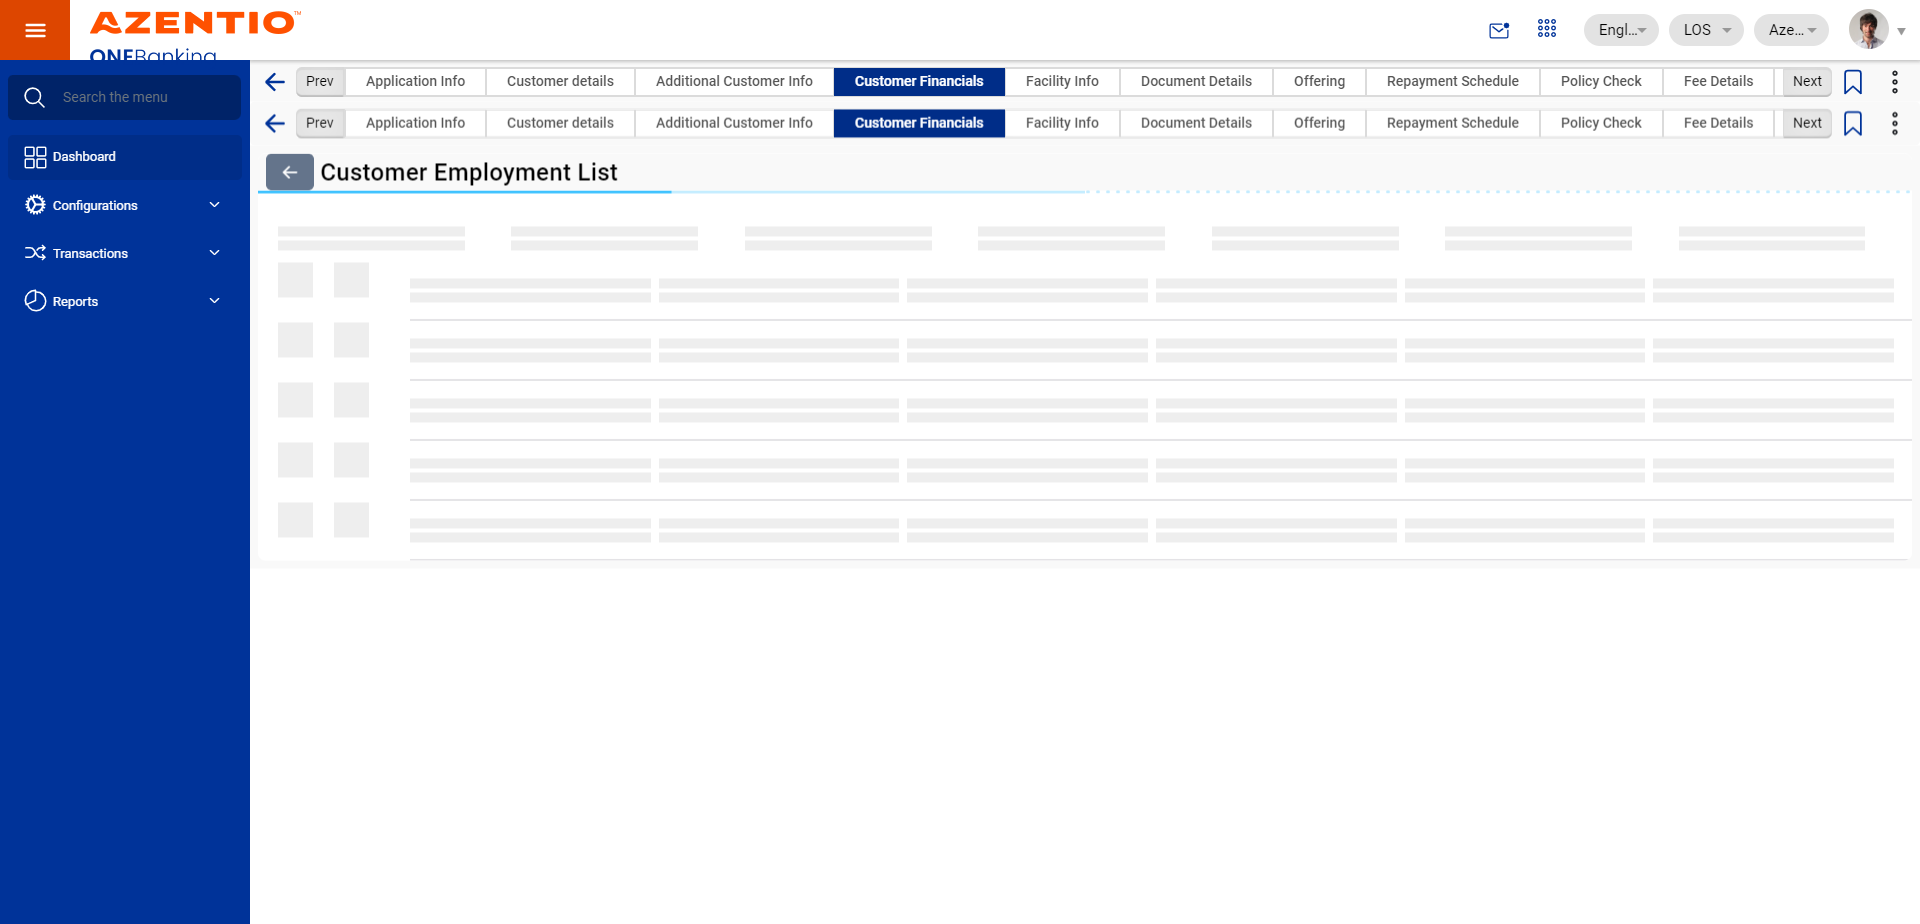 AZENTIO™
ONEBanking
Engl...
LOS
Aze...
Search the menu
Dashboard
Configurations
Transactions
Reports
Prev Application Info Customer details Additional Customer Info Customer Financials Facility Info Document Details Offering Repayment Schedule Policy Check Fee Details Next
Prev Application Info Customer details Additional Customer Info Customer Financials Facility Info Document Details Offering Repayment Schedule Policy Check Fee Details Next
Customer Employment List